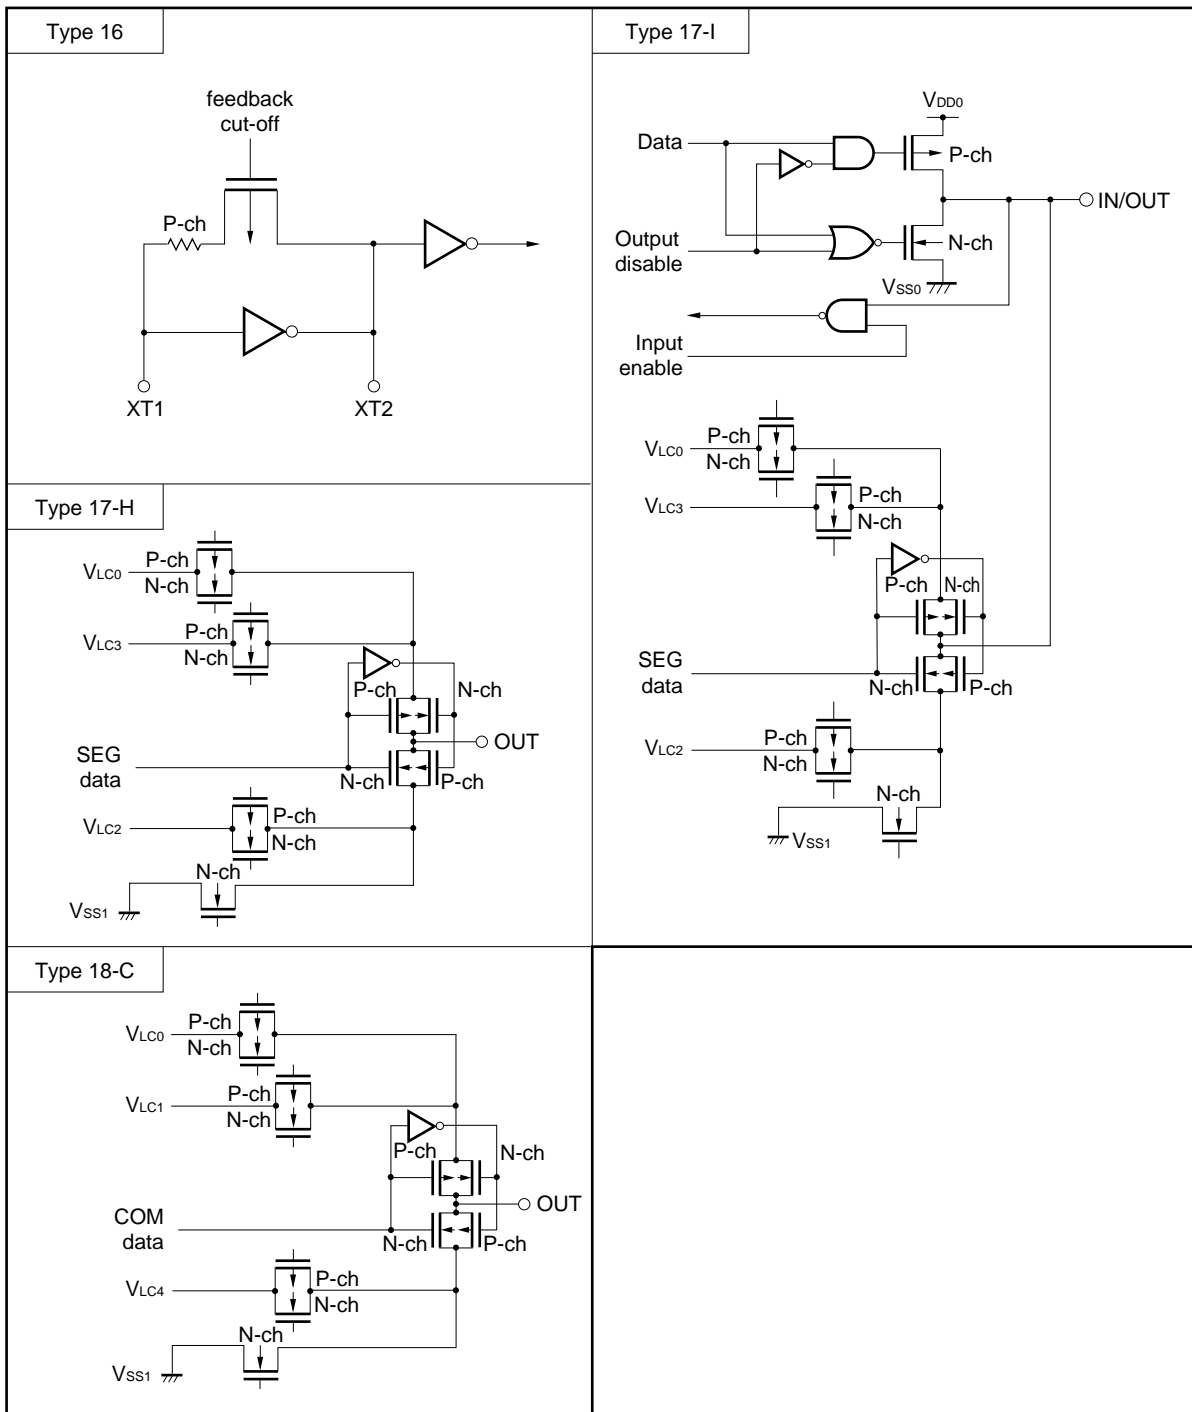 Type 16
feedback
cut-off
P-ch
XT1
XT2
Type 17-H
VLC0
P-ch
N-ch
VLC3
P-ch
N-ch
P-ch
N-ch
OUT
SEG
data
N-ch
P-ch
VLC2
P-ch
N-ch
N-ch
VSS1
Type 18-C
VLC0
P-ch
N-ch
VLC1
P-ch
N-ch
P-ch
N-ch
OUT
COM
data
N-ch
P-ch
VLC4
P-ch
N-ch
N-ch
VSS1
Type 17-I
VDD0
Data
P-ch
IN/OUT
Output
disable
N-ch
VSS0
Input
enable
VLC0
P-ch
N-ch
VLC3
P-ch
N-ch
P-ch
N-ch
SEG
data
N-ch
P-ch
VLC2
P-ch
N-ch
N-ch
VSS1